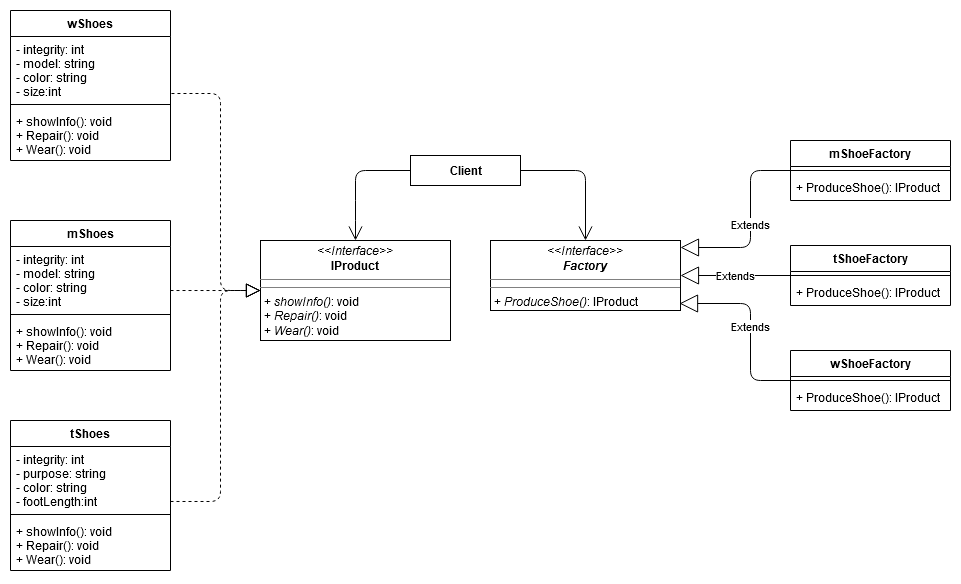 wShoes
- integrity: int
- model: string
- color: string
- size:int
+ showInfo(): void
+ Repair(): void
+ Wear(): void
mShoes
- integrity: int
- model: string
- color: string
- size:int
+ showInfo(): void
+ Repair(): void
+ Wear(): void
tShoes
- integrity: int
- purpose: string
- color: string
- footLength:int
+ showInfo(): void
+ Repair(): void
+ Wear(): void
Client
<<Interface>>
IProduct
+ showInfo(): void
+ Repair(): void
+ Wear(): void
<<Interface>>
Factory
+ ProduceShoe(): IProduct
Extends
Extends
Extends
mShoeFactory
+ ProduceShoe(): IProduct
tShoeFactory
+ ProduceShoe(): IProduct
wShoeFactory
+ ProduceShoe(): IProduct